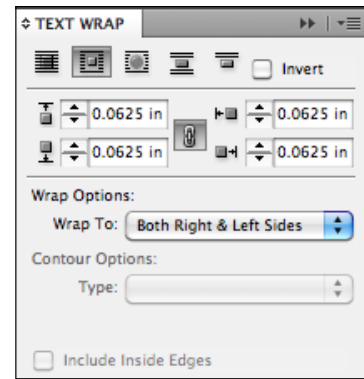 TEXT WRAP
Invert
0.0625 in 0.0625 in
0.0625 in 0.0625 in
Wrap Options:
Wrap To: Both Right & Left Sides
Contour Options:
Type:
Include Inside Edges